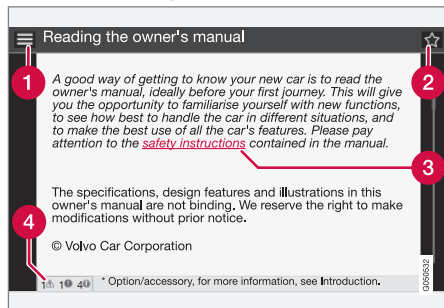 Reading the owner's manual
1
2
A good way of getting to know your new car is to read the
owner's manual, ideally before your first journey. This will give
you the opportunity to familiarise yourself with new functions,
to see how best to handle the car in different situations, and
to make the best use of all the car's features. Please pay
attention to the safety instructions contained in the manual.
3
The specifications, design features and illustrations in this
owner's manual are not binding. We reserve the right to make
modifications without prior notice.
4
© Volvo Car Corporation
1 1 4 * Option/accessory, for more information, see Introduction.
G050532